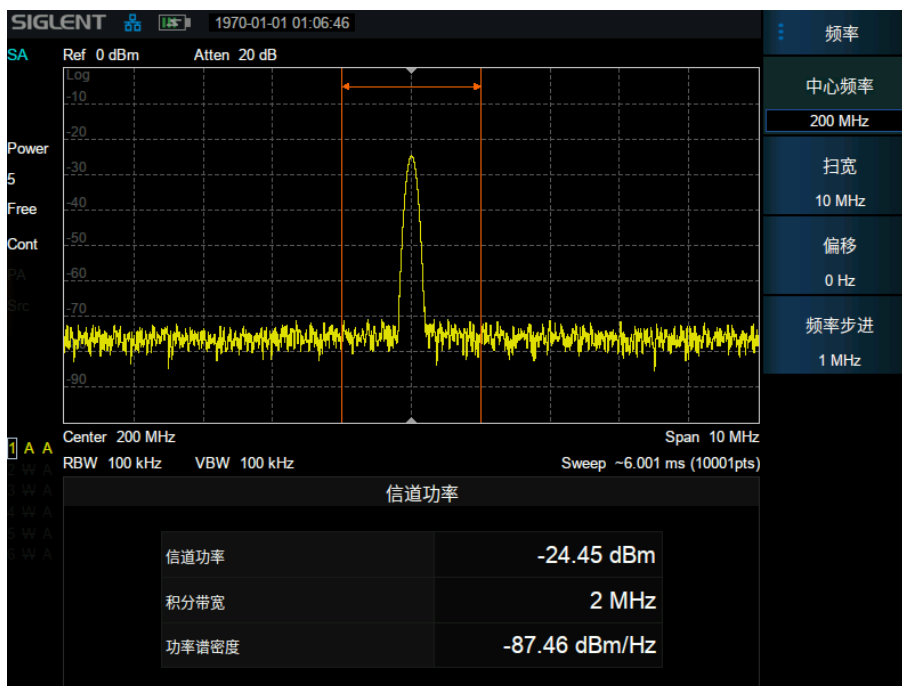 SIGLENT 1970-01-01 01:06:46
频率
SA Ref 0 dBm Atten 20 dB
Log
-10
-20
-30
-40
-50
-60
-70
-90
Power
5
Free
Cont
PA
Src
中心频率
200 MHz
扫宽
10 MHz
偏移
0 Hz
频率步进
1 MHz
Center 200 MHz Span 10 MHz
RBW 100 kHz VBW 100 kHz Sweep ~6.001 ms (10001pts)
1 A A
2 W A
3 W A
4 W A
5 W A
6 W A
信道功率
信道功率 -24.45 dBm
积分带宽 2 MHz
功率谱密度 -87.46 dBm/Hz